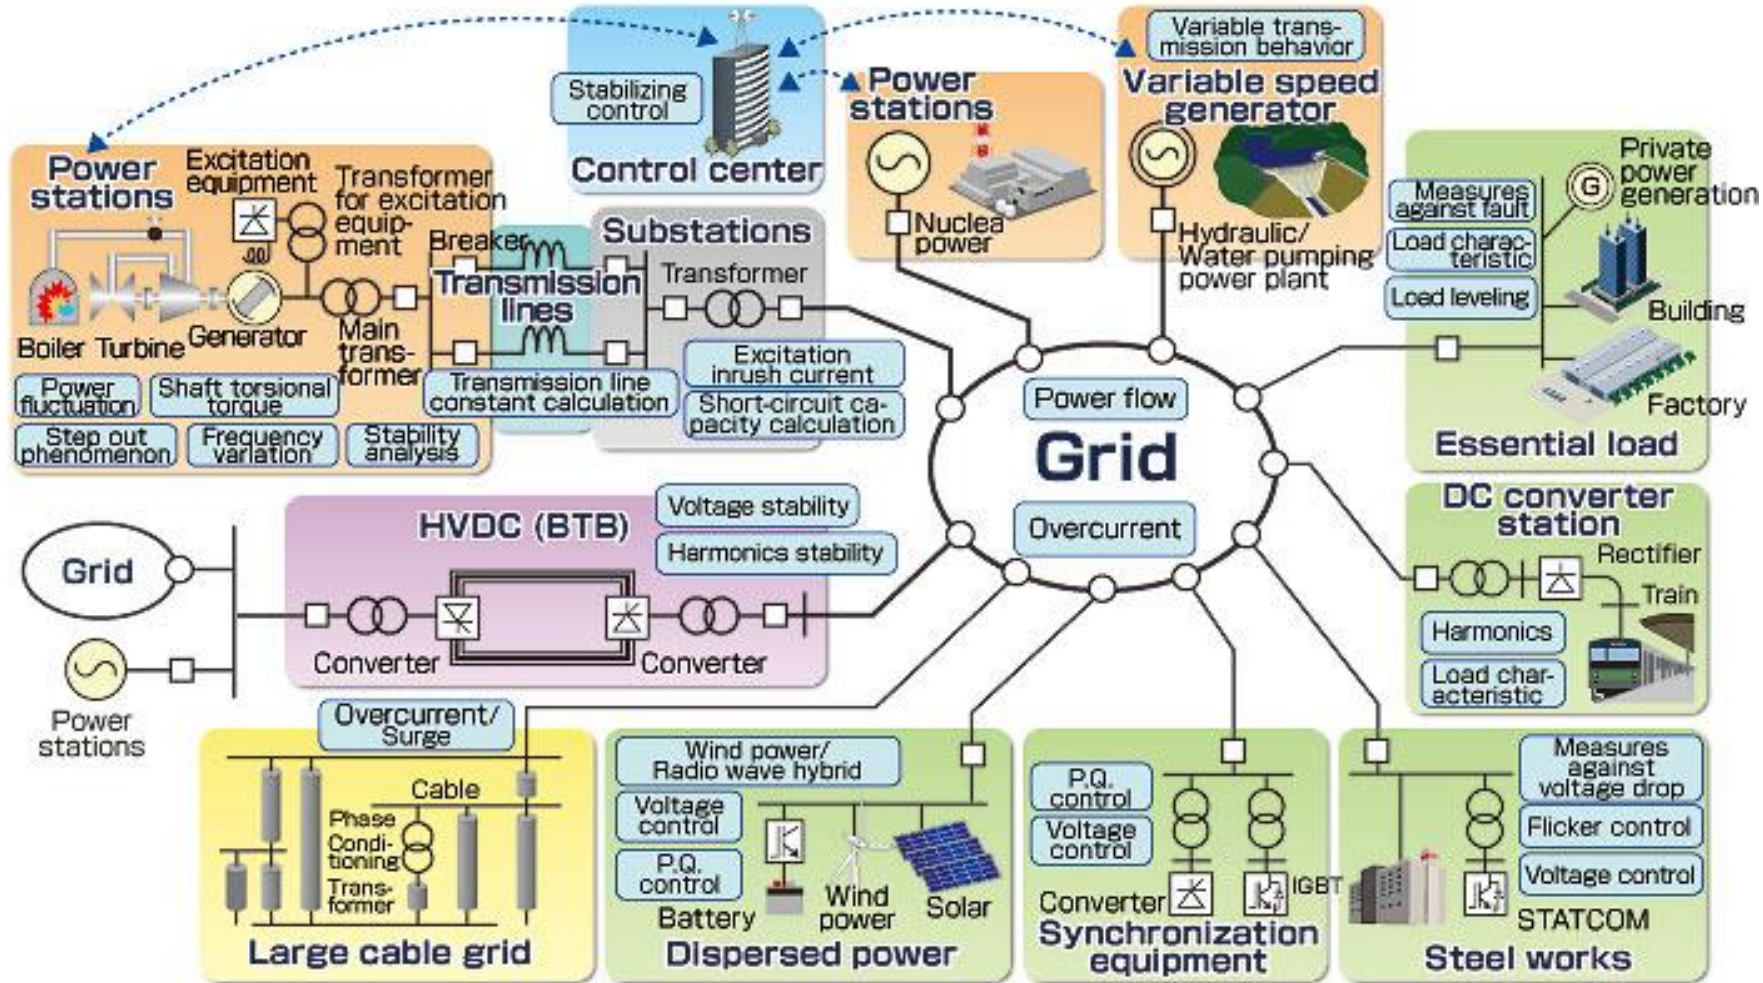 Variable trans-
mission behavior
Stabilizing
control
Control center
Power
stations
Nuclea
power
Variable speed
generator
Hydraulic/
Water pumping
power plant
Power
stations
Excitation
equipment
Transformer
for excitation
equip-
ment
Boiler
Turbine
Generator
Main
trans-
former
Breaker
Transmission
lines
Substations
Transformer
Power
fluctuation
Shaft torsional
torque
Step out
phenomenon
Frequency
variation
Stability
analysis
Transmission line
constant calculation
Excitation
inrush current
Short-circuit ca-
pacity calculation
Measures
against fault
Load charac-
teristic
Load leveling
Private
power
generation
G
Building
Factory
Essential load
Power flow
Grid
Overcurrent
HVDC (BTB)
Voltage stability
Harmonics stability
Converter
Converter
Grid
Power
stations
DC converter
station
Rectifier
Train
Harmonics
Load char-
acteristic
Overcurrent/
Surge
Cable
Phase
Condi-
tioning
Trans-
former
Large cable grid
Wind power/
Radio wave hybrid
Voltage
control
P.Q.
control
Battery
Wind
power
Solar
Dispersed power
P.Q.
control
Voltage
control
Converter
IGBT
Synchronization
equipment
Measures
against
voltage drop
Flicker control
Voltage control
STATCOM
Steel works